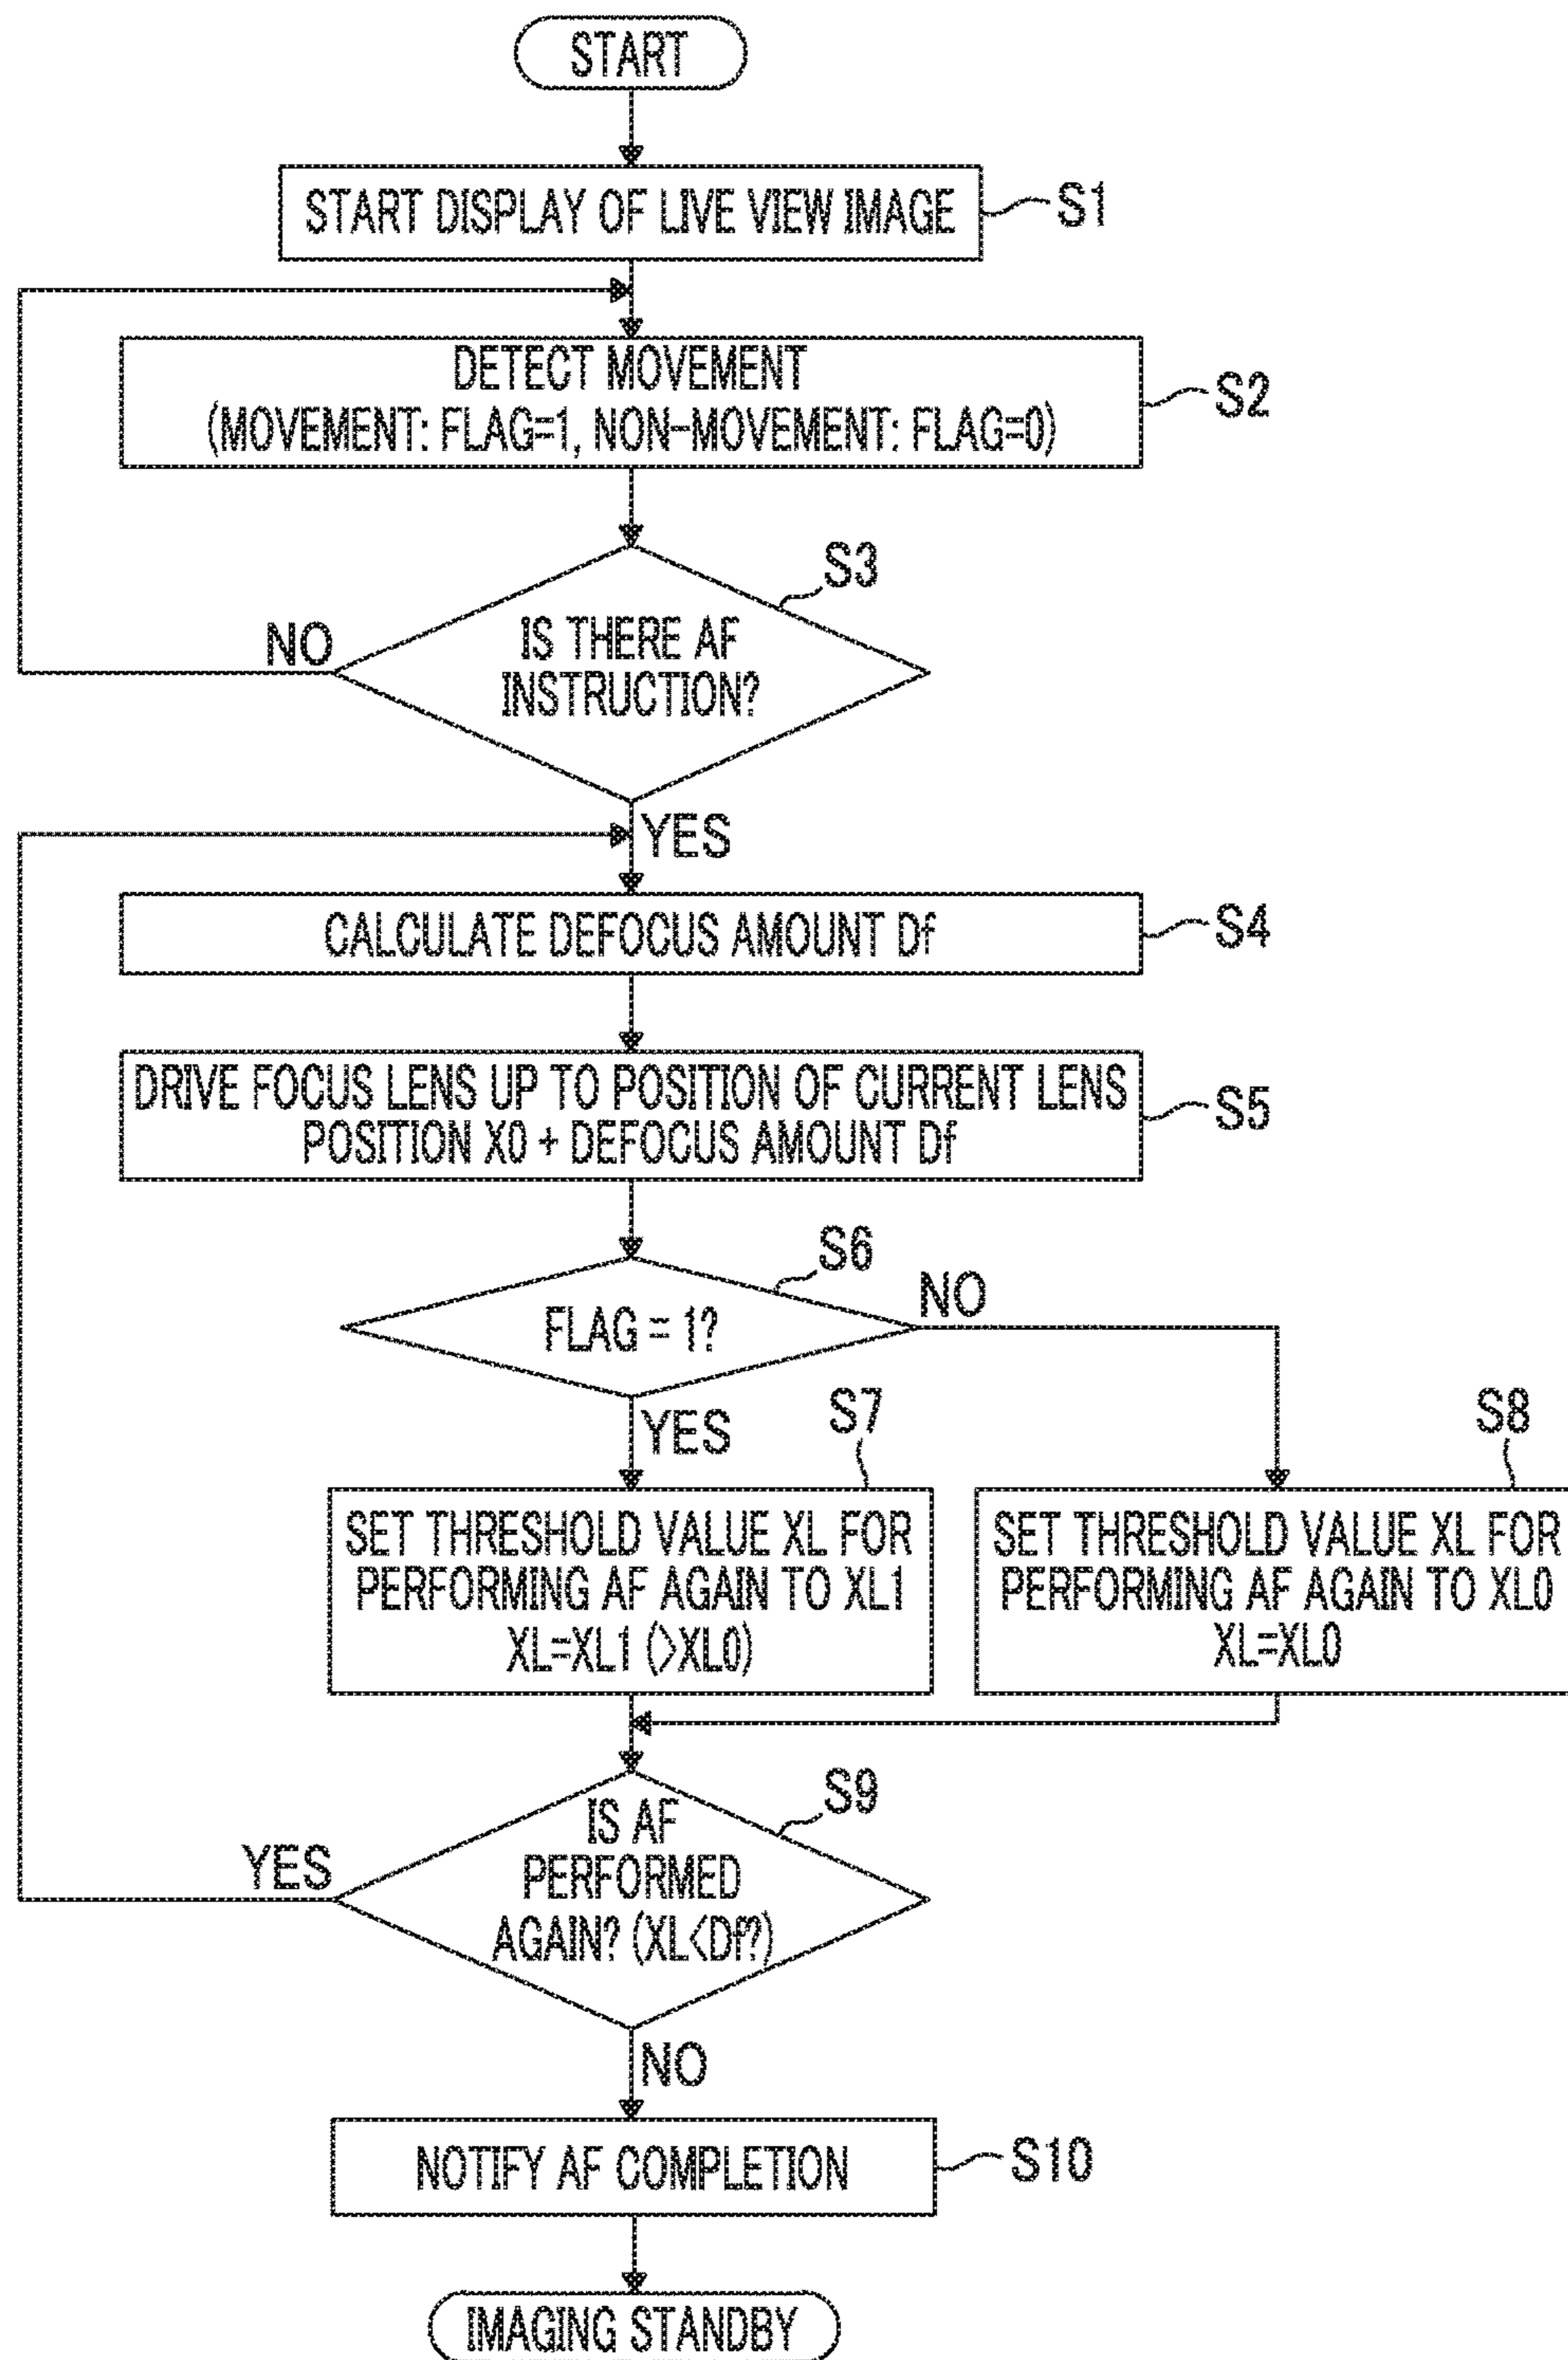 START
START DISPLAY OF LIVE VIEW IMAGE
S1
DETECT MOVEMENT
(MOVEMENT: FLAG=1, NON-MOVEMENT: FLAG=0)
S2
S3
IS THERE AF
INSTRUCTION?
NO
YES
CALCULATE DEFOCUS AMOUNT Df
S4
DRIVE FOCUS LENS UP TO POSITION OF CURRENT LENS
POSITION X0 + DEFOCUS AMOUNT Df
S5
S6
FLAG = 1?
NO
YES
S7
S8
SET THRESHOLD VALUE XL FOR
PERFORMING AF AGAIN TO XL1
XL=XL1 (>XL0)
SET THRESHOLD VALUE XL FOR
PERFORMING AF AGAIN TO XL0
XL=XL0
S9
IS AF
PERFORMED
AGAIN? (XL<Df?)
YES
NO
NOTIFY AF COMPLETION
S10
IMAGING STANDBY